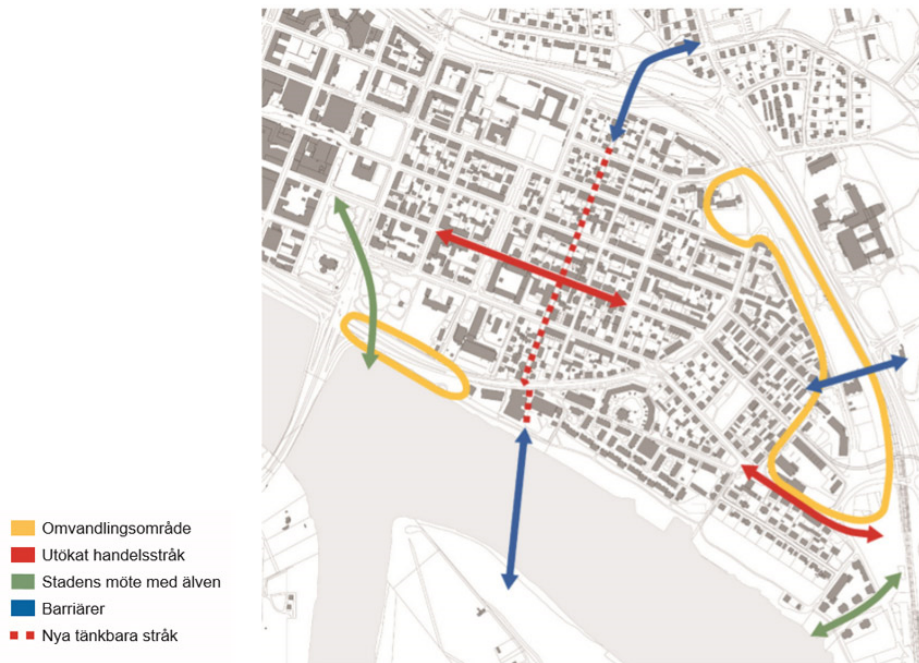 Omvandlingsområde
Utökat handelsstråk
Stadens möte med älven
Barriärer
Nya tänkbara stråk